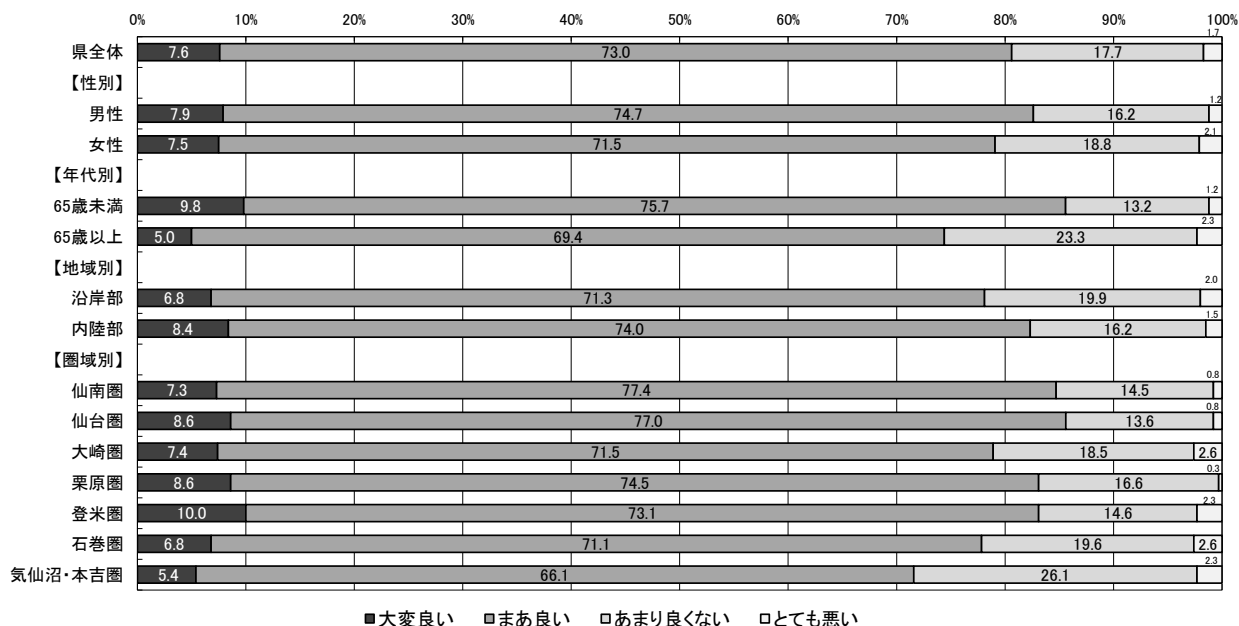 0% 10% 20% 30% 40% 50% 60% 70% 80% 90% 100%
県全体 7.6 73.0 17.7 1.7
【性別】
男性 7.9 74.7 16.2 1.2
女性 7.5 71.5 18.8 2.1
【年代別】
65歳未満 9.8 75.7 13.2 1.2
65歳以上 5.0 69.4 23.3 2.3
【地域別】
沿岸部 6.8 71.3 19.9 2.0
内陸部 8.4 74.0 16.2 1.5
【圏域別】
仙南圏 7.3 77.4 14.5 0.8
仙台圏 8.6 77.0 13.6 0.8
大崎圏 7.4 71.5 18.5 2.6
栗原圏 8.6 74.5 16.6 0.3
登米圏 10.0 73.1 14.6 2.3
石巻圏 6.8 71.1 19.6 2.6
気仙沼・本吉圏 5.4 66.1 26.1 2.3
大変良い まあ良い あまり良くない とても悪い